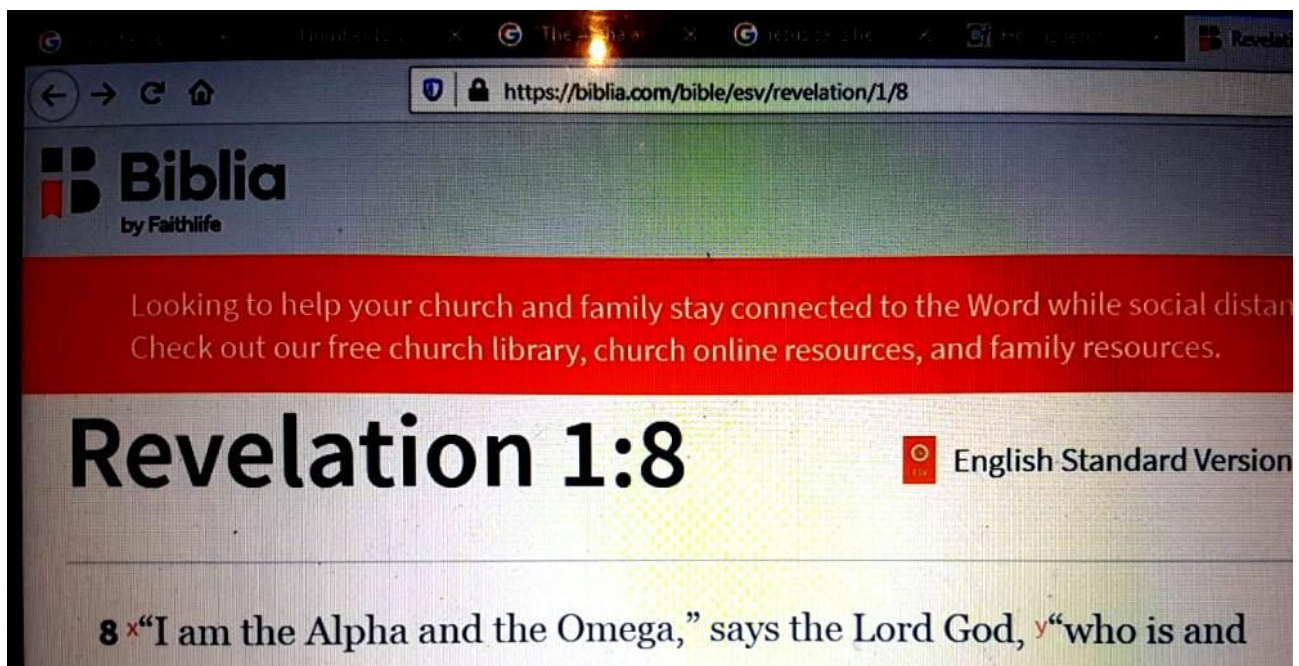 The Alpha a
Revelati
https://biblia.com/bible/esv/revelation/1/8
Biblia
by Faithlife
Looking to help your church and family stay connected to the Word while social distan
Check out our free church library, church online resources, and family resources.
Revelation 1:8
English Standard Version
8 x“I am the Alpha and the Omega,” says the Lord God, y“who is and